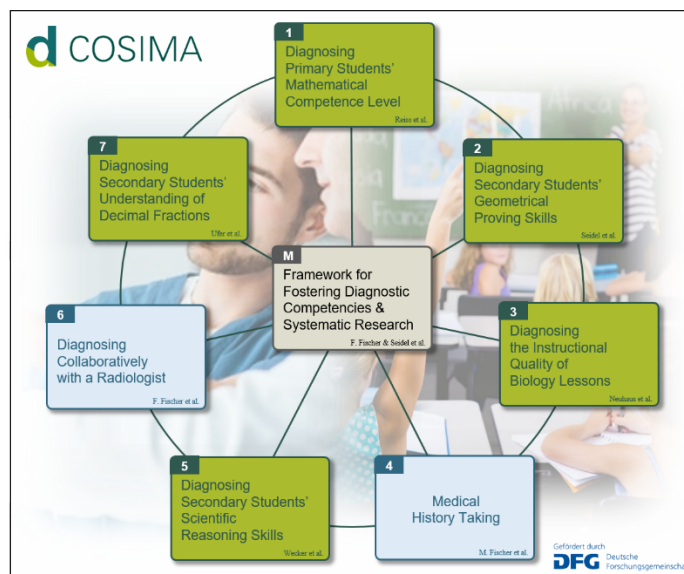 COSIMA
1
Diagnosing
Primary Students'
Mathematical
Competence Level
Reiss et al.
2
Diagnosing
Secondary Students'
Geometrical
Proving Skills
Seidel et al.
3
Diagnosing
the Instructional
Quality of
Biology Lessons
Neuhaus et al.
4
Medical
History Taking
M. Fischer et al.
5
Diagnosing
Secondary Students'
Scientific
Reasoning Skills
Wecker et al.
6
Diagnosing
Collaboratively
with a Radiologist
F. Fischer et al.
7
Diagnosing
Secondary Students'
Understanding of
Decimal Fractions
Ufer et al.
M
Framework for
Fostering Diagnostic
Competencies &
Systematic Research
F. Fischer & Seidel et al.
Africa
Gefördert durch
DFG Deutsche
Forschungsgemeinschaft